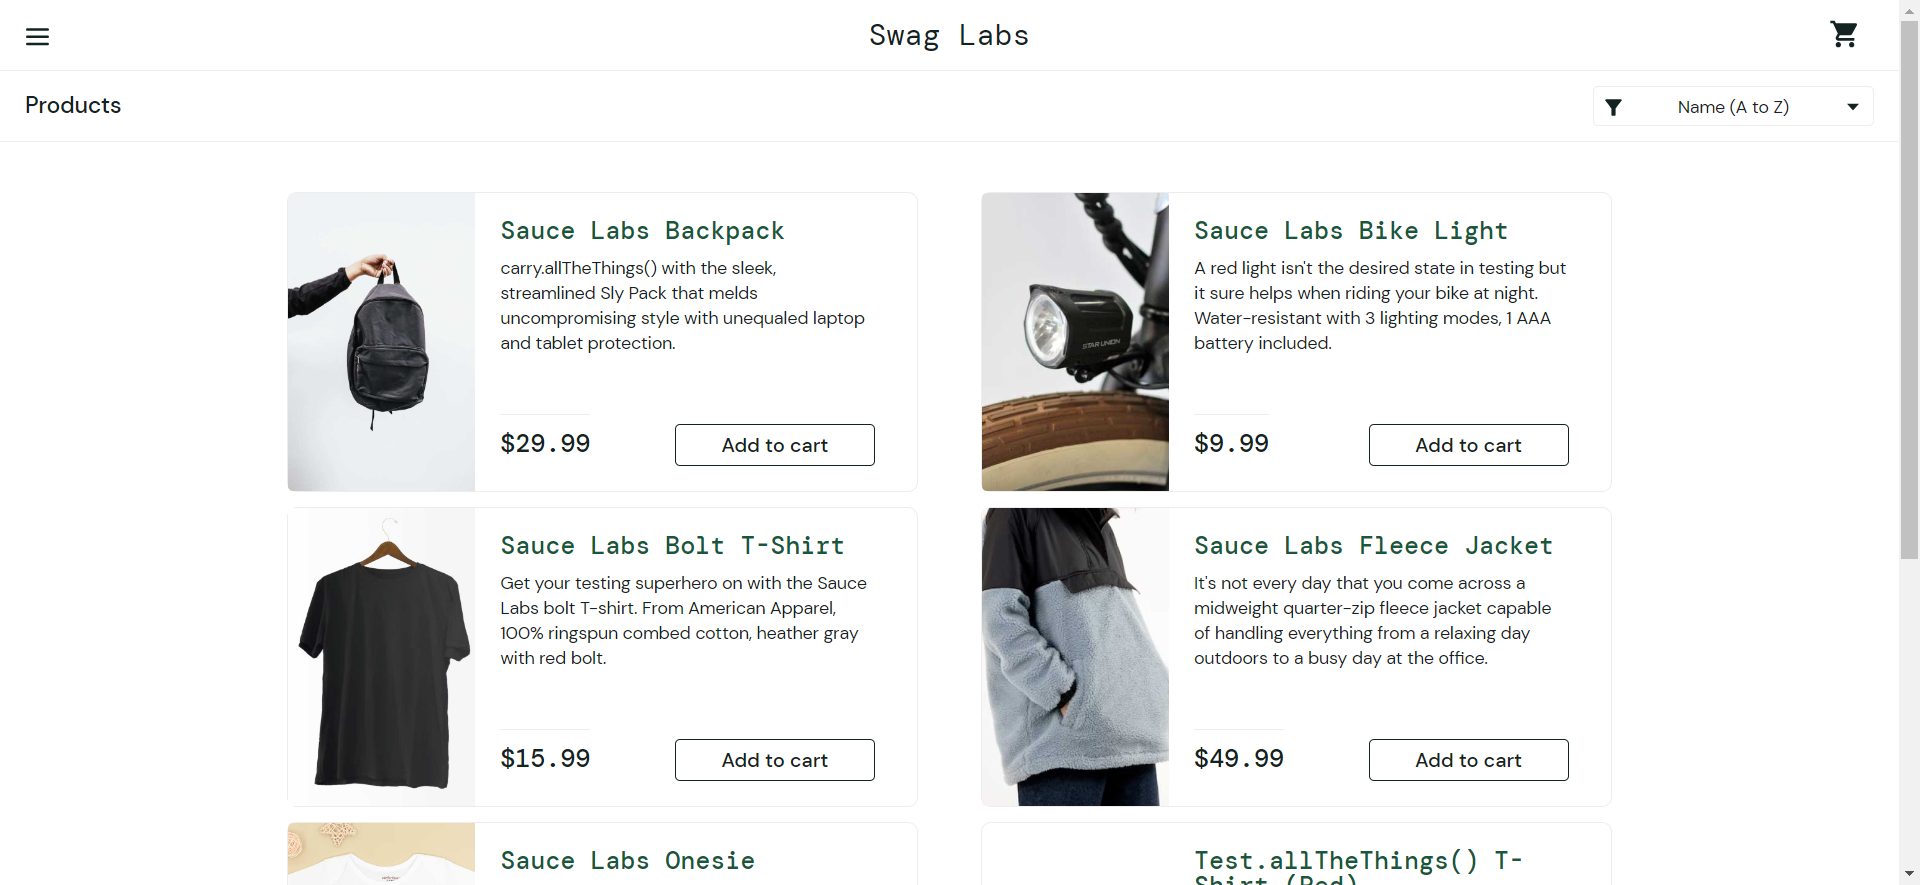 Swag Labs
Products
Name (A to Z)
Sauce Labs Backpack
carry.allTheThings() with the sleek,
streamlined Sly Pack that melds
uncompromising style with unequaled laptop
and tablet protection.
$29.99
Add to cart
Sauce Labs Bike Light
A red light isn't the desired state in testing but
it sure helps when riding your bike at night.
Water-resistant with 3 lighting modes, 1 AAA
battery included.
STAR UNION
$9.99
Add to cart
Sauce Labs Bolt T-Shirt
Get your testing superhero on with the Sauce
Labs bolt T-shirt. From American Apparel,
100% ringspun combed cotton, heather gray
with red bolt.
$15.99
Add to cart
Sauce Labs Fleece Jacket
It's not every day that you come across a
midweight quarter-zip fleece jacket capable
of handling everything from a relaxing day
outdoors to a busy day at the office.
$49.99
Add to cart
Sauce Labs Onesie
Test.allTheThings() T-
Shirt (Red)